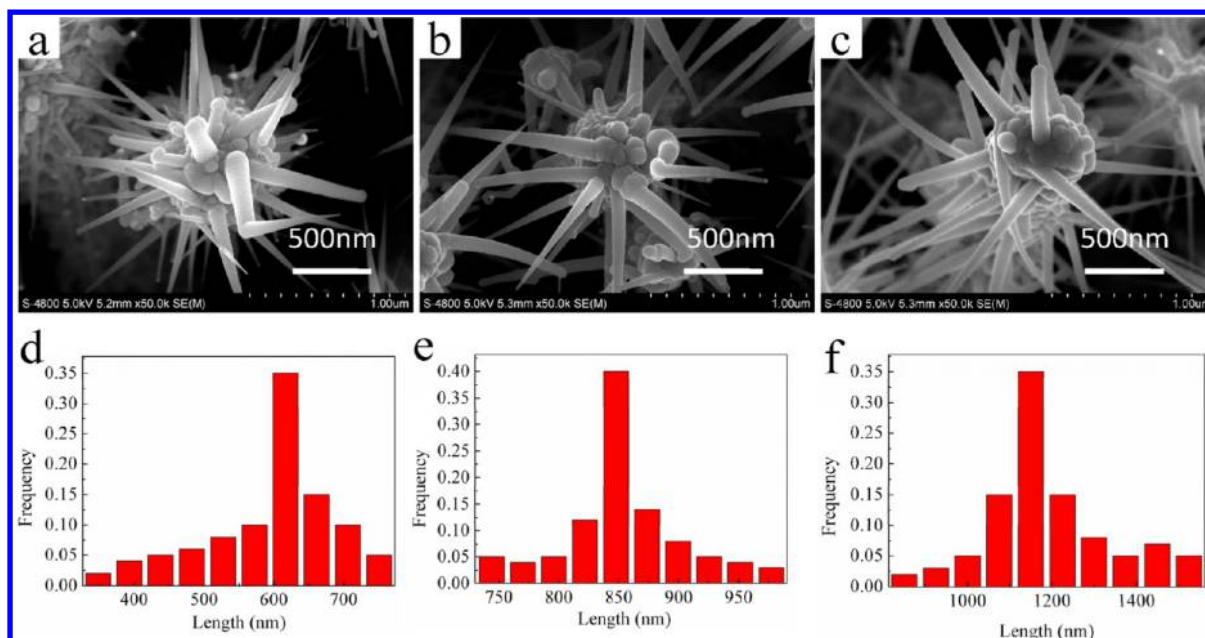 a
500nm
S-4800 5.0kV 5.2mm x50.0k SE(M)
1.00um
b
500nm
S-4800 5.0kV 5.3mm x50.0k SE(M)
1.00um
c
500nm
S-4800 5.0kV 5.3mm x50.0k SE(M)
1.00um
d
Frequency
0.35
0.30
0.25
0.20
0.15
0.10
0.05
0.00
400 500 600 700
Length (nm)
e
Frequency
0.40
0.35
0.30
0.25
0.20
0.15
0.10
0.05
0.00
750 800 850 900 950
Length (nm)
f
Frequency
0.35
0.30
0.25
0.20
0.15
0.10
0.05
0.00
1000 1200 1400
Length (nm)